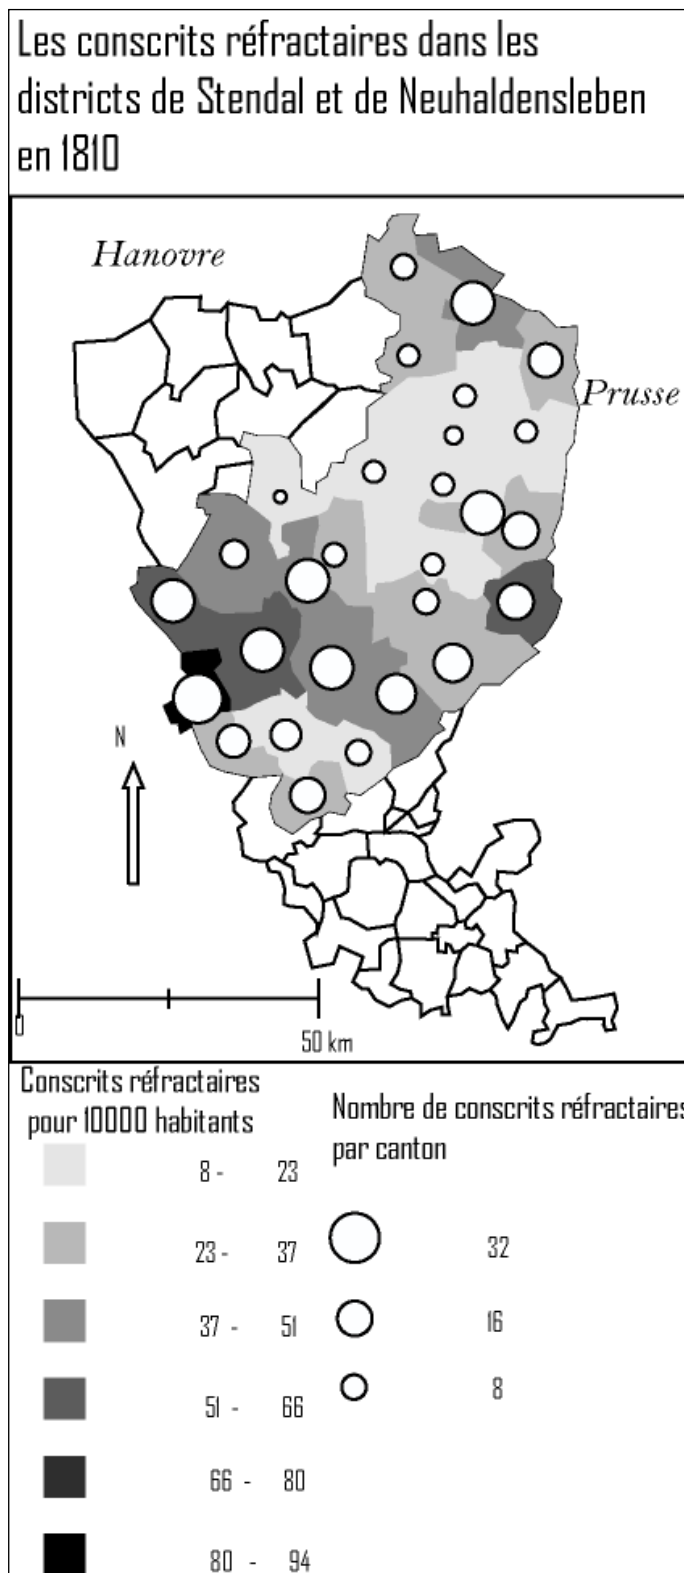 Les conscrits réfractaires dans les
districts de Stendal et de Neuhaldensleben
en 1810
Hanovre
Prusse
N
0
50 km
Conscrits réfractaires
pour 10000 habitants
8 - 23
23 - 37
37 - 51
51 - 66
66 - 80
80 - 94
Nombre de conscrits réfractaires
par canton
32
16
8